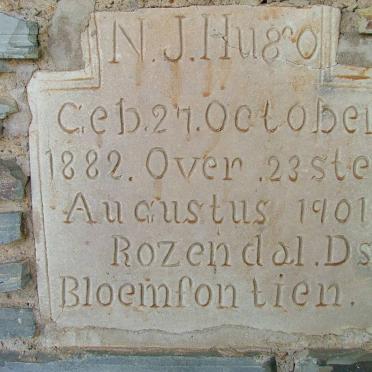 N.J. Hugo
Geb. 27. October
1882. Over. 23ste
Augustus 1901
Rozendal. Ds
Bloemfontien.